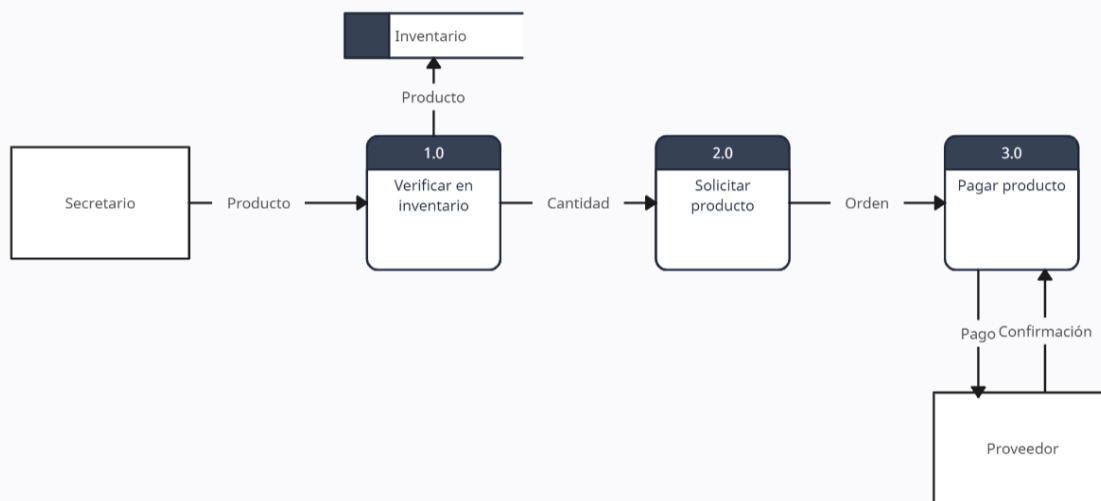 Inventario
Producto
1.0
2.0
3.0
Verificar en
inventario
Solicitar
producto
Pagar producto
Secretario
Producto
Cantidad
Orden
Pago
Confirmación
Proveedor